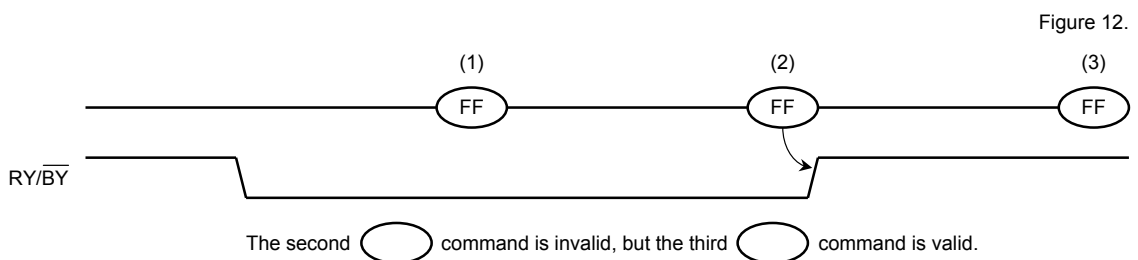 Figure 12.
(1) (2) (3)
FF FF FF
RY/B̅Y̅
The second command is invalid, but the third command is valid.